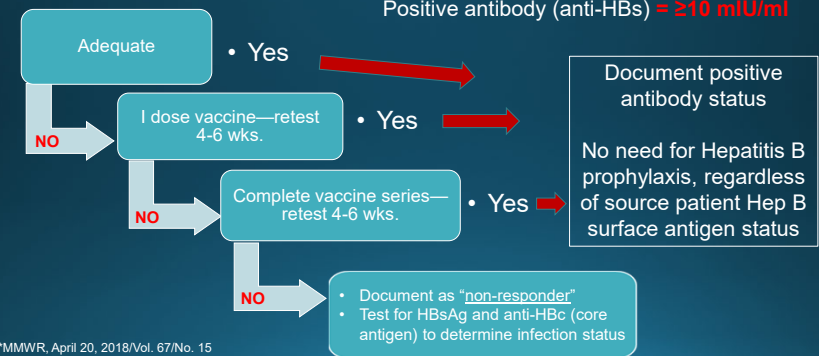 Positive antibody (anti-HBs) = ≥10 mIU/ml
Adequate
• Yes
NO
I dose vaccine—retest
4-6 wks.
• Yes
NO
Complete vaccine series—
retest 4-6 wks.
• Yes
NO
• Document as “non-responder”
• Test for HBsAg and anti-HBc (core
antigen) to determine infection status
Document positive
antibody status
No need for Hepatitis B
prophylaxis, regardless
of source patient Hep B
surface antigen status
*MMWR, April 20, 2018/Vol. 67/No. 15